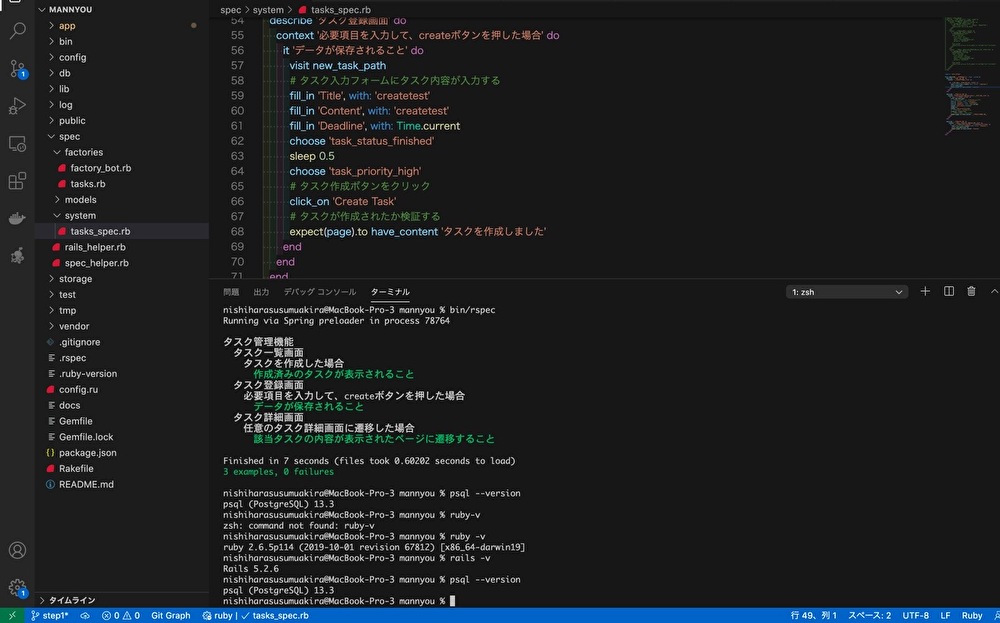 MANNYOU
app
bin
config
db
lib
log
public
spec
factories
factory_bot.rb
tasks.rb
models
system
tasks_spec.rb
rails_helper.rb
spec_helper.rb
storage
test
tmp
vendor
.gitignore
.rspec
.ruby-version
config.ru
docs
Gemfile
Gemfile.lock
package.json
Rakefile
README.md
タイムライン
1
1
spec > system > tasks_spec.rb
54 describe 'タスク登録画面' do
55 context '必要項目を入力して、createボタンを押した場合' do
56 it 'データが保存されること' do
57 visit new_task_path
58 # タスク入力フォームにタスク内容が入力する
59 fill_in 'Title', with: 'createtest'
60 fill_in 'Content', with: 'createtest'
61 fill_in 'Deadline', with: Time.current
62 choose 'task_status_finished'
63 sleep 0.5
64 choose 'task_priority_high'
65 # タスク作成ボタンをクリック
66 click_on 'Create Task'
67 # タスクが作成されたか検証する
68 expect(page).to have_content 'タスクを作成しました'
69 end
70 end
71 end
問題 出力 デバッグ コンソール ターミナル 1: zsh
nishiharasusumuakira@MacBook-Pro-3 mannyou % bin/rspec
Running via Spring preloader in process 78764
タスク管理機能
タスク一覧画面
タスクを作成した場合
作成済みのタスクが表示されること
タスク登録画面
必要項目を入力して、createボタンを押した場合
データが保存されること
タスク詳細画面
任意のタスク詳細画面に遷移した場合
該当タスクの内容が表示されたページに遷移すること
Finished in 7 seconds (files took 0.60202 seconds to load)
3 examples, 0 failures
nishiharasusumuakira@MacBook-Pro-3 mannyou % psql --version
psql (PostgreSQL) 13.3
nishiharasusumuakira@MacBook-Pro-3 mannyou % ruby-v
zsh: command not found: ruby-v
nishiharasusumuakira@MacBook-Pro-3 mannyou % ruby -v
ruby 2.6.5p114 (2019-10-01 revision 67812) [x86_64-darwin19]
nishiharasusumuakira@MacBook-Pro-3 mannyou % rails -v
Rails 5.2.6
nishiharasusumuakira@MacBook-Pro-3 mannyou % psql --version
psql (PostgreSQL) 13.3
nishiharasusumuakira@MacBook-Pro-3 mannyou %
step1* 0 0 Git Graph ruby | ✓ tasks_spec.rb 行 49、列 1 スペース: 2 UTF-8 LF Ruby